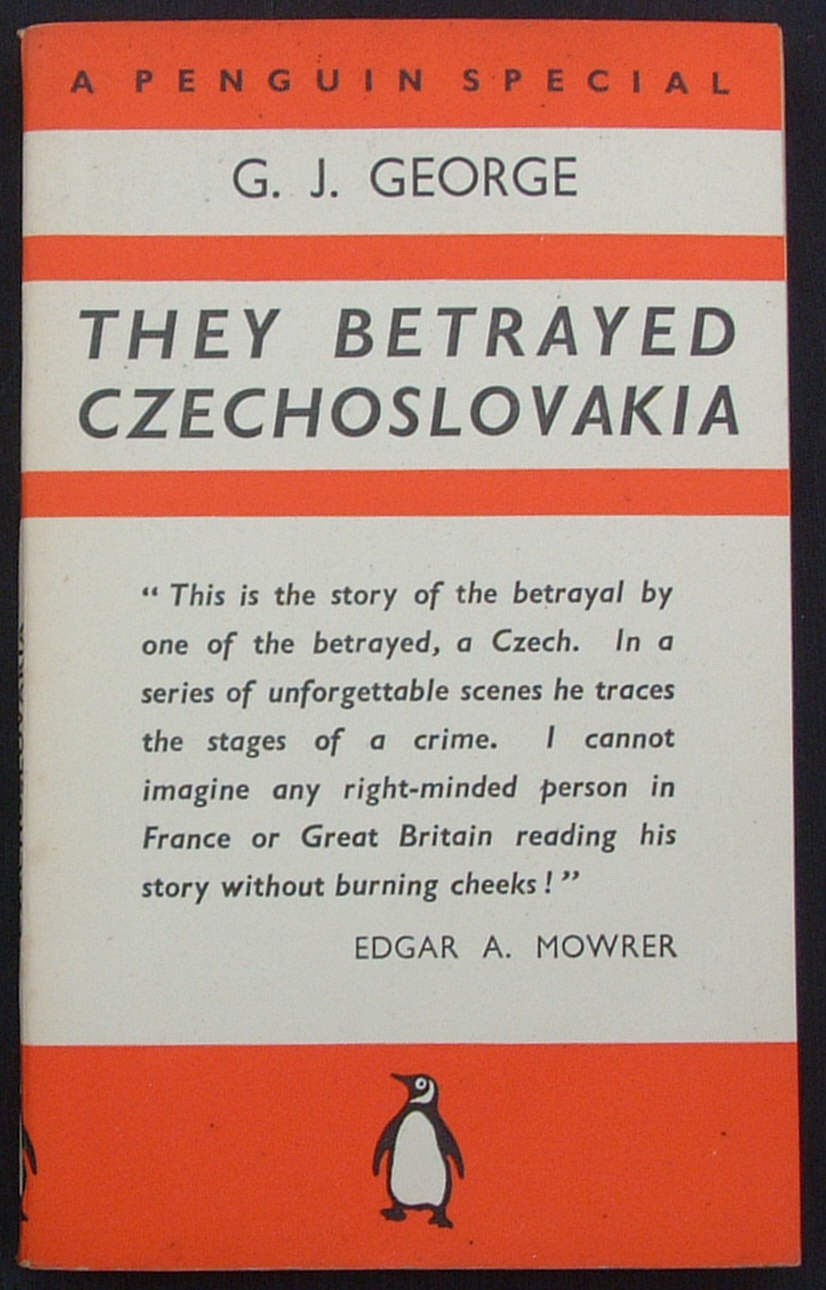 A PENGUIN SPECIAL
G. J. GEORGE
THEY BETRAYED
CZECHOSLOVAKIA
“ This is the story of the betrayal by
one of the betrayed, a Czech. In a
series of unforgettable scenes he traces
the stages of a crime. I cannot
imagine any right-minded person in
France or Great Britain reading his
story without burning cheeks ! ”
EDGAR A. MOWRER